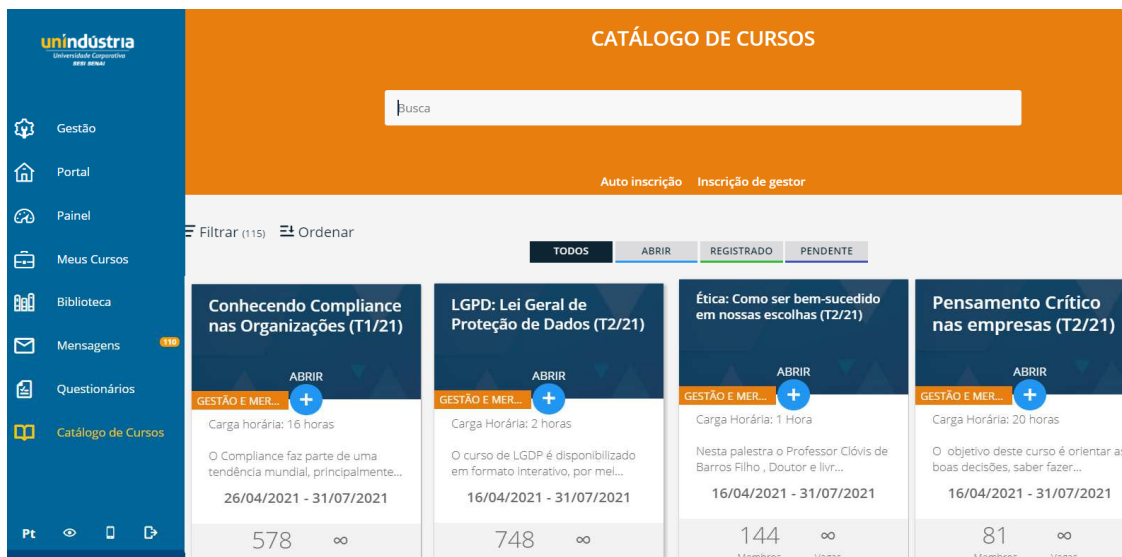 unindústria
Universidade Corporativa
SESI SENAI
Gestão
Portal
Painel
Meus Cursos
Biblioteca
Mensagens 110
Questionários
Catálogo de Cursos
Pt
CATÁLOGO DE CURSOS
Busca
Auto inscrição Inscrição de gestor
Filtrar (115) Ordenar
TODOS ABRIR REGISTRADO PENDENTE
Conhecendo Compliance
nas Organizações (T1/21)
ABRIR
GESTÃO E MER...
+
Carga horária: 16 horas
O Compliance faz parte de uma
tendência mundial, principalmente...
26/04/2021 - 31/07/2021
578 ∞
LGPD: Lei Geral de
Proteção de Dados (T2/21)
ABRIR
GESTÃO E MER...
+
Carga Horária: 2 horas
O curso de LGDP é disponibilizado
em formato interativo, por mei...
16/04/2021 - 31/07/2021
748 ∞
Ética: Como ser bem-sucedido
em nossas escolhas (T2/21)
ABRIR
GESTÃO E MER...
+
Carga Horária: 1 Hora
Nesta palestra o Professor Clóvis de
Barros Filho , Doutor e livr...
16/04/2021 - 31/07/2021
144 ∞
Membros Vagas
Pensamento Crítico
nas empresas (T2/21)
ABRIR
GESTÃO E MER...
+
Carga Horária: 20 horas
O objetivo deste curso é orientar as
boas decisões, saber fazer...
16/04/2021 - 31/07/2021
81 ∞
Membros Vagas